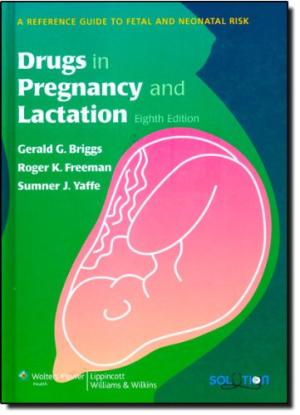 A REFERENCE GUIDE TO FETAL AND NEONATAL RISK
Drugs in
Pregnancy and
Lactation Eighth Edition
Gerald G. Briggs
Roger K. Freeman
Sumner J. Yaffe
Wolters Kluwer
Health
Lippincott
Williams & Wilkins
SOLUTION